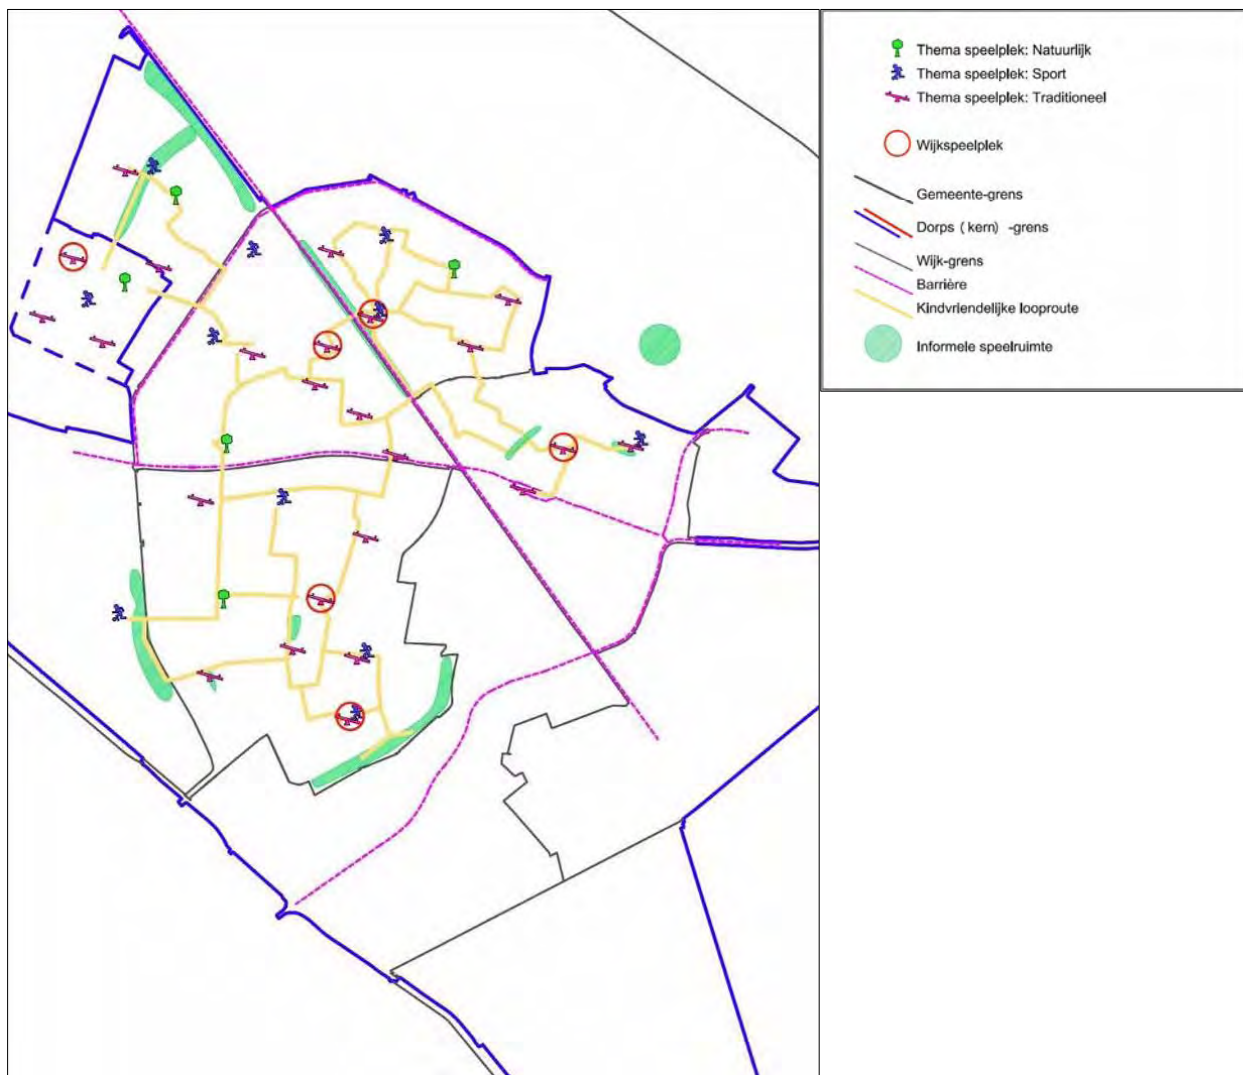 Thema speelplek: Natuurlijk
Thema speelplek: Sport
Thema speelplek: Traditioneel
Wijkspeelplek
Gemeente-grens
Dorps ( kern) -grens
Wijk-grens
Barrière
Kindvriendelijke looproute
Informele speelruimte